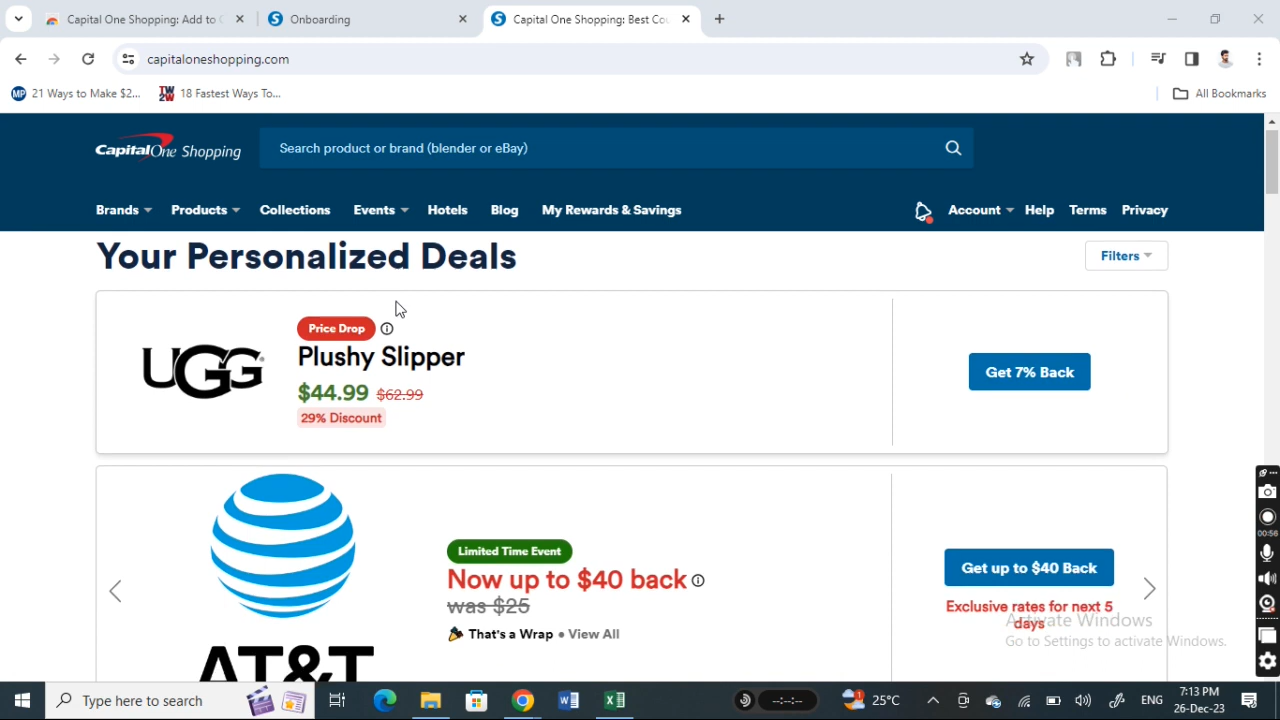 Capital One Shopping: Add to C
Onboarding
Capital One Shopping: Best Cou
capitaloneshopping.com
21 Ways to Make $2...
18 Fastest Ways To...
All Bookmarks
CapitalOne Shopping
Search product or brand (blender or eBay)
Brands
Products
Collections
Events
Hotels
Blog
My Rewards & Savings
Account
Help
Terms
Privacy
Your Personalized Deals
Filters
Price Drop
UGG
Plushy Slipper
$44.99 $62.99
29% Discount
Get 7% Back
Limited Time Event
Now up to $40 back
was $25
That's a Wrap • View All
AT&T
Get up to $40 Back
Exclusive rates for next 5
days
Activate Windows
Go to Settings to activate Windows.
00:56
Type here to search
--:--:--
1
25°C
ENG
7:13 PM
26-Dec-23